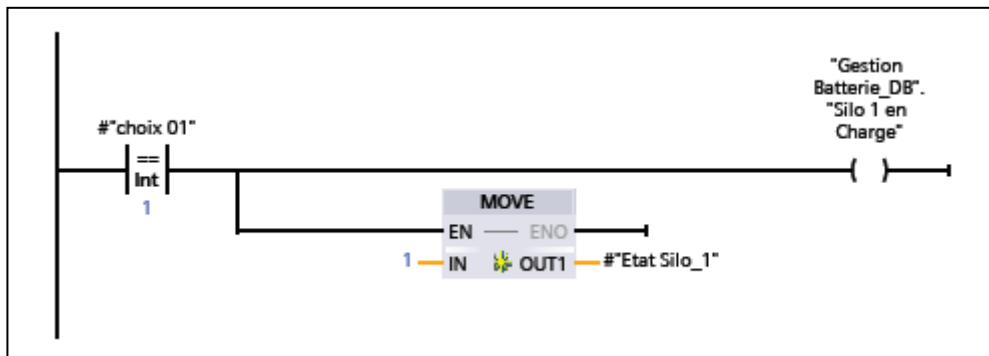 "Gestion
Batterie_DB".
"Silo 1 en
Charge"
#"choix 01"
==
Int
1
( )
MOVE
EN ENO
1 IN OUT1 #"Etat Silo_1"